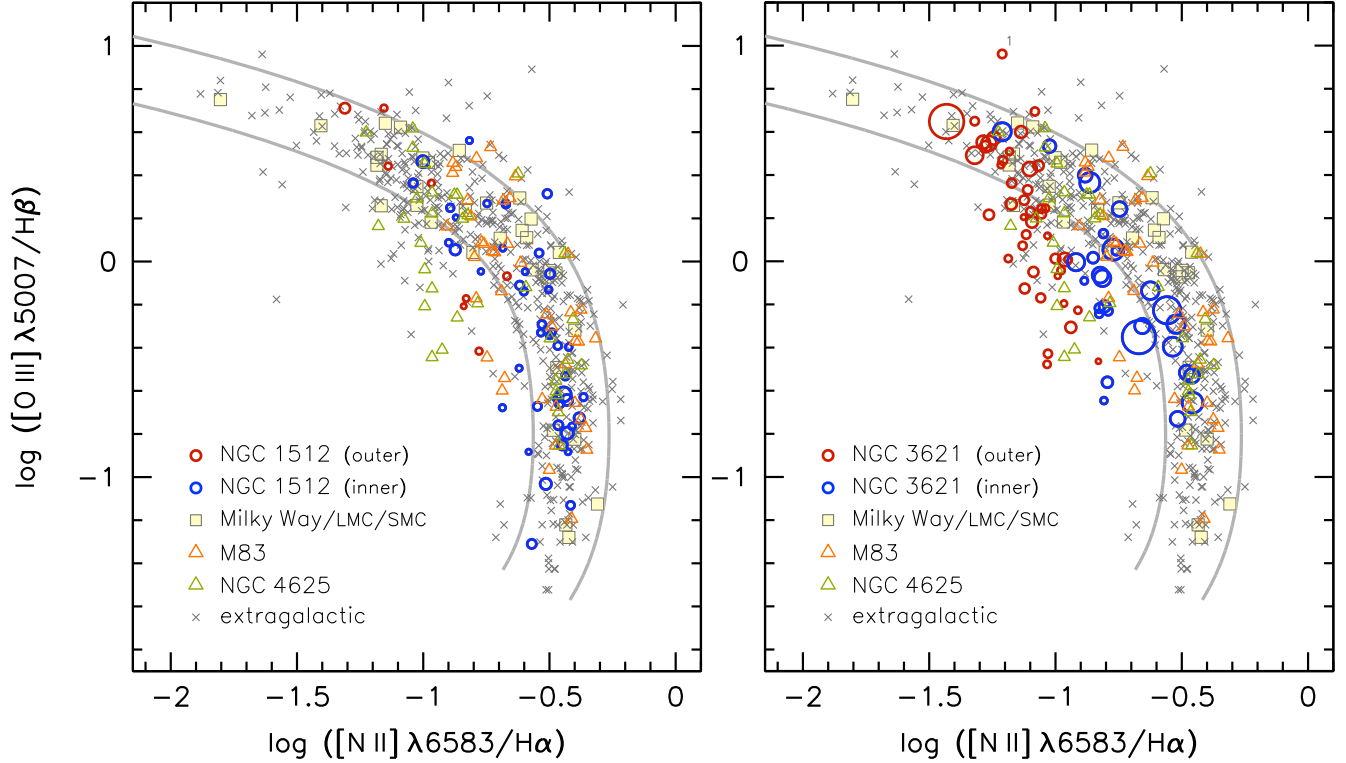 1
0
−1
log ([O III] λ5007/Hβ)
NGC 1512 (outer)
NGC 1512 (inner)
Milky Way/LMC/SMC
M83
NGC 4625
extragalactic
−2 −1.5 −1 −0.5 0
log ([N II] λ6583/Hα)
1
NGC 3621 (outer)
NGC 3621 (inner)
Milky Way/LMC/SMC
M83
NGC 4625
extragalactic
−2 −1.5 −1 −0.5 0
log ([N II] λ6583/Hα)